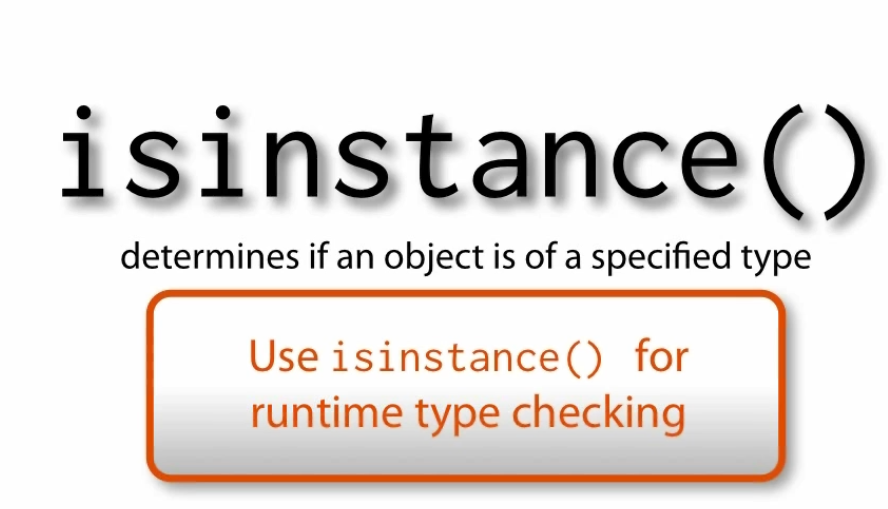 isinstance()
determines if an object is of a specified type
Use isinstance() for
runtime type checking